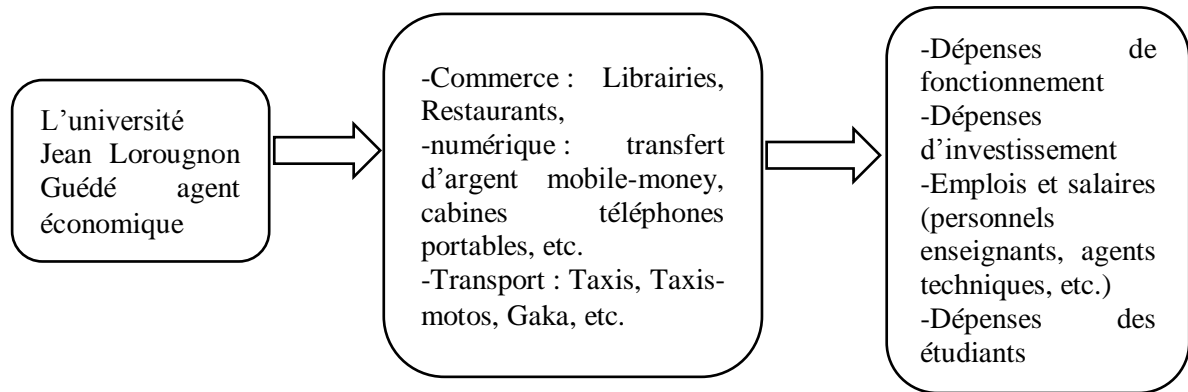 L’université
Jean Lorougnon
Guédé agent
économique
-Commerce : Librairies,
Restaurants,
-numérique : transfert
d’argent mobile-money,
cabines téléphones
portables, etc.
-Transport : Taxis, Taxis-
motos, Gaka, etc.
-Dépenses de
fonctionnement
-Dépenses
d’investissement
-Emplois et salaires
(personnels
enseignants, agents
techniques, etc.)
-Dépenses des
étudiants